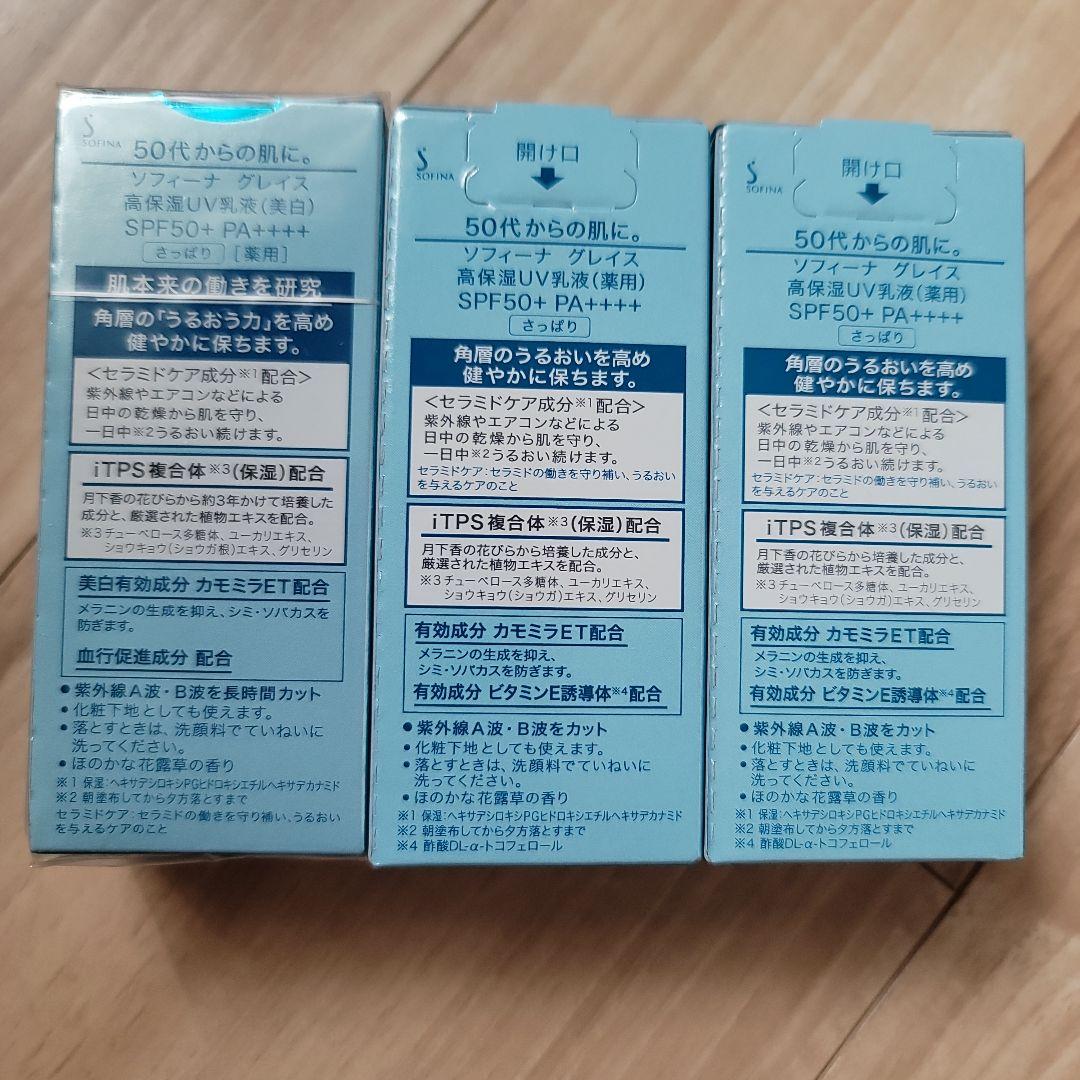 SOFINA
50代からの肌に。
ソフィーナ グレイス
高保湿UV乳液(美白)
SPF50+ PA++++
さっぱり [薬用]
肌本来の働きを研究
角層の「うるおう力」を高め
健やかに保ちます。
<セラミドケア成分※1配合>
紫外線やエアコンなどによる
日中の乾燥から肌を守り、
一日中※2うるおい続けます。
iTPS複合体※3(保湿)配合
月下香の花びらから約3年かけて培養した
成分と、厳選された植物エキスを配合。
※3チューベローズ多糖体、ユーカリエキス、
ショウキョウ(ショウガ根)エキス、グリセリン
美白有効成分 カモミラET配合
メラニンの生成を抑え、シミ・ソバカスを
防ぎます。
血行促進成分 配合
●紫外線A波・B波を長時間カット
●化粧下地としても使えます。
●落とすときは、洗顔料でていねいに
洗ってください。
●ほのかな花露草の香り
※1 保湿:ヘキサデシロキシPGヒドロキシエチルヘキサデカナミド
※2 朝塗布してから夕方落とすまで
セラミドケア:セラミドの働きを守り補い、うるおい
を与えるケアのこと
SOFINA
開け口
50代からの肌に。
ソフィーナ グレイス
高保湿UV乳液(薬用)
SPF50+ PA++++
さっぱり
角層のうるおいを高め
健やかに保ちます。
<セラミドケア成分※1配合>
紫外線やエアコンなどによる
日中の乾燥から肌を守り、
一日中※2うるおい続けます。
セラミドケア:セラミドの働きを守り補い、うるおい
を与えるケアのこと
iTPS複合体※3(保湿)配合
月下香の花びらから培養した成分と、
厳選された植物エキスを配合。
※3チューベローズ多糖体、ユーカリエキス、
ショウキョウ(ショウガ)エキス、グリセリン
有効成分 カモミラET配合
メラニンの生成を抑え、
シミ・ソバカスを防ぎます。
有効成分 ビタミンE誘導体※4配合
●紫外線A波・B波をカット
●化粧下地としても使えます。
●落とすときは、洗顔料でていねいに
洗ってください。
●ほのかな花露草の香り
※1 保湿:ヘキサデシロキシPGヒドロキシエチルヘキサデカナミド
※2 朝塗布してから夕方落とすまで
※4 酢酸DL-α-トコフェロール
SOFINA
開け口
50代からの肌に。
ソフィーナ グレイス
高保湿UV乳液(薬用)
SPF50+ PA++++
さっぱり
角層のうるおいを高め
健やかに保ちます。
<セラミドケア成分※1配合>
紫外線やエアコンなどによる
日中の乾燥から肌を守り、
一日中※2うるおい続けます。
セラミドケア:セラミドの働きを守り補い、うるおい
を与えるケアのこと
iTPS複合体※3(保湿)配合
月下香の花びらから培養した成分と、
厳選された植物エキスを配合。
※3チューベローズ多糖体、ユーカリエキス、
ショウキョウ(ショウガ)エキス、グリセリン
有効成分 カモミラET配合
メラニンの生成を抑え、
シミ・ソバカスを防ぎます。
有効成分 ビタミンE誘導体※4配合
●紫外線A波・B波をカット
●化粧下地としても使えます。
●落とすときは、洗顔料でていねいに
洗ってください。
●ほのかな花露草の香り
※1 保湿:ヘキサデシロキシPGヒドロキシエチルヘキサデカナミド
※2 朝塗布してから夕方落とすまで
※4 酢酸DL-α-トコフェロール